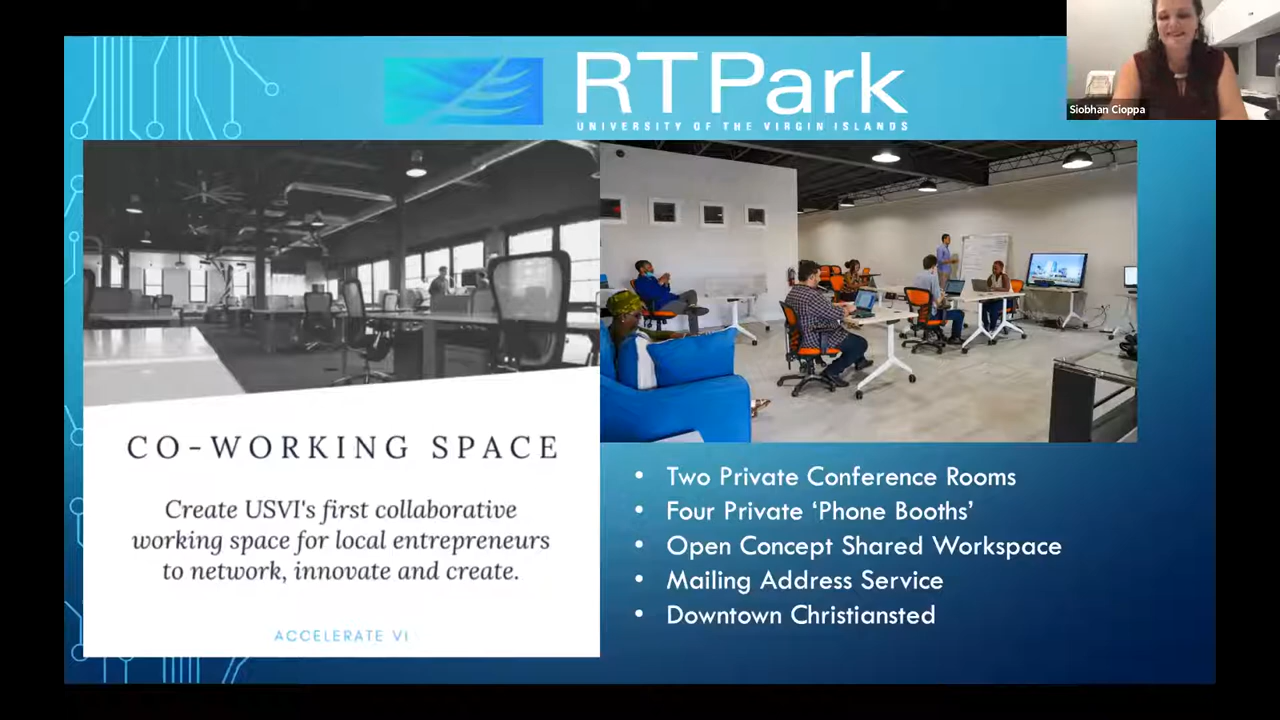 RTPark
UNIVERSITY OF THE VIRGIN ISLANDS
Siobhan Cioppa
CO-WORKING SPACE
Create USVI's first collaborative
working space for local entrepreneurs
to network, innovate and create.
ACCELERATE VI
• Two Private Conference Rooms
• Four Private ‘Phone Booths’
• Open Concept Shared Workspace
• Mailing Address Service
• Downtown Christiansted